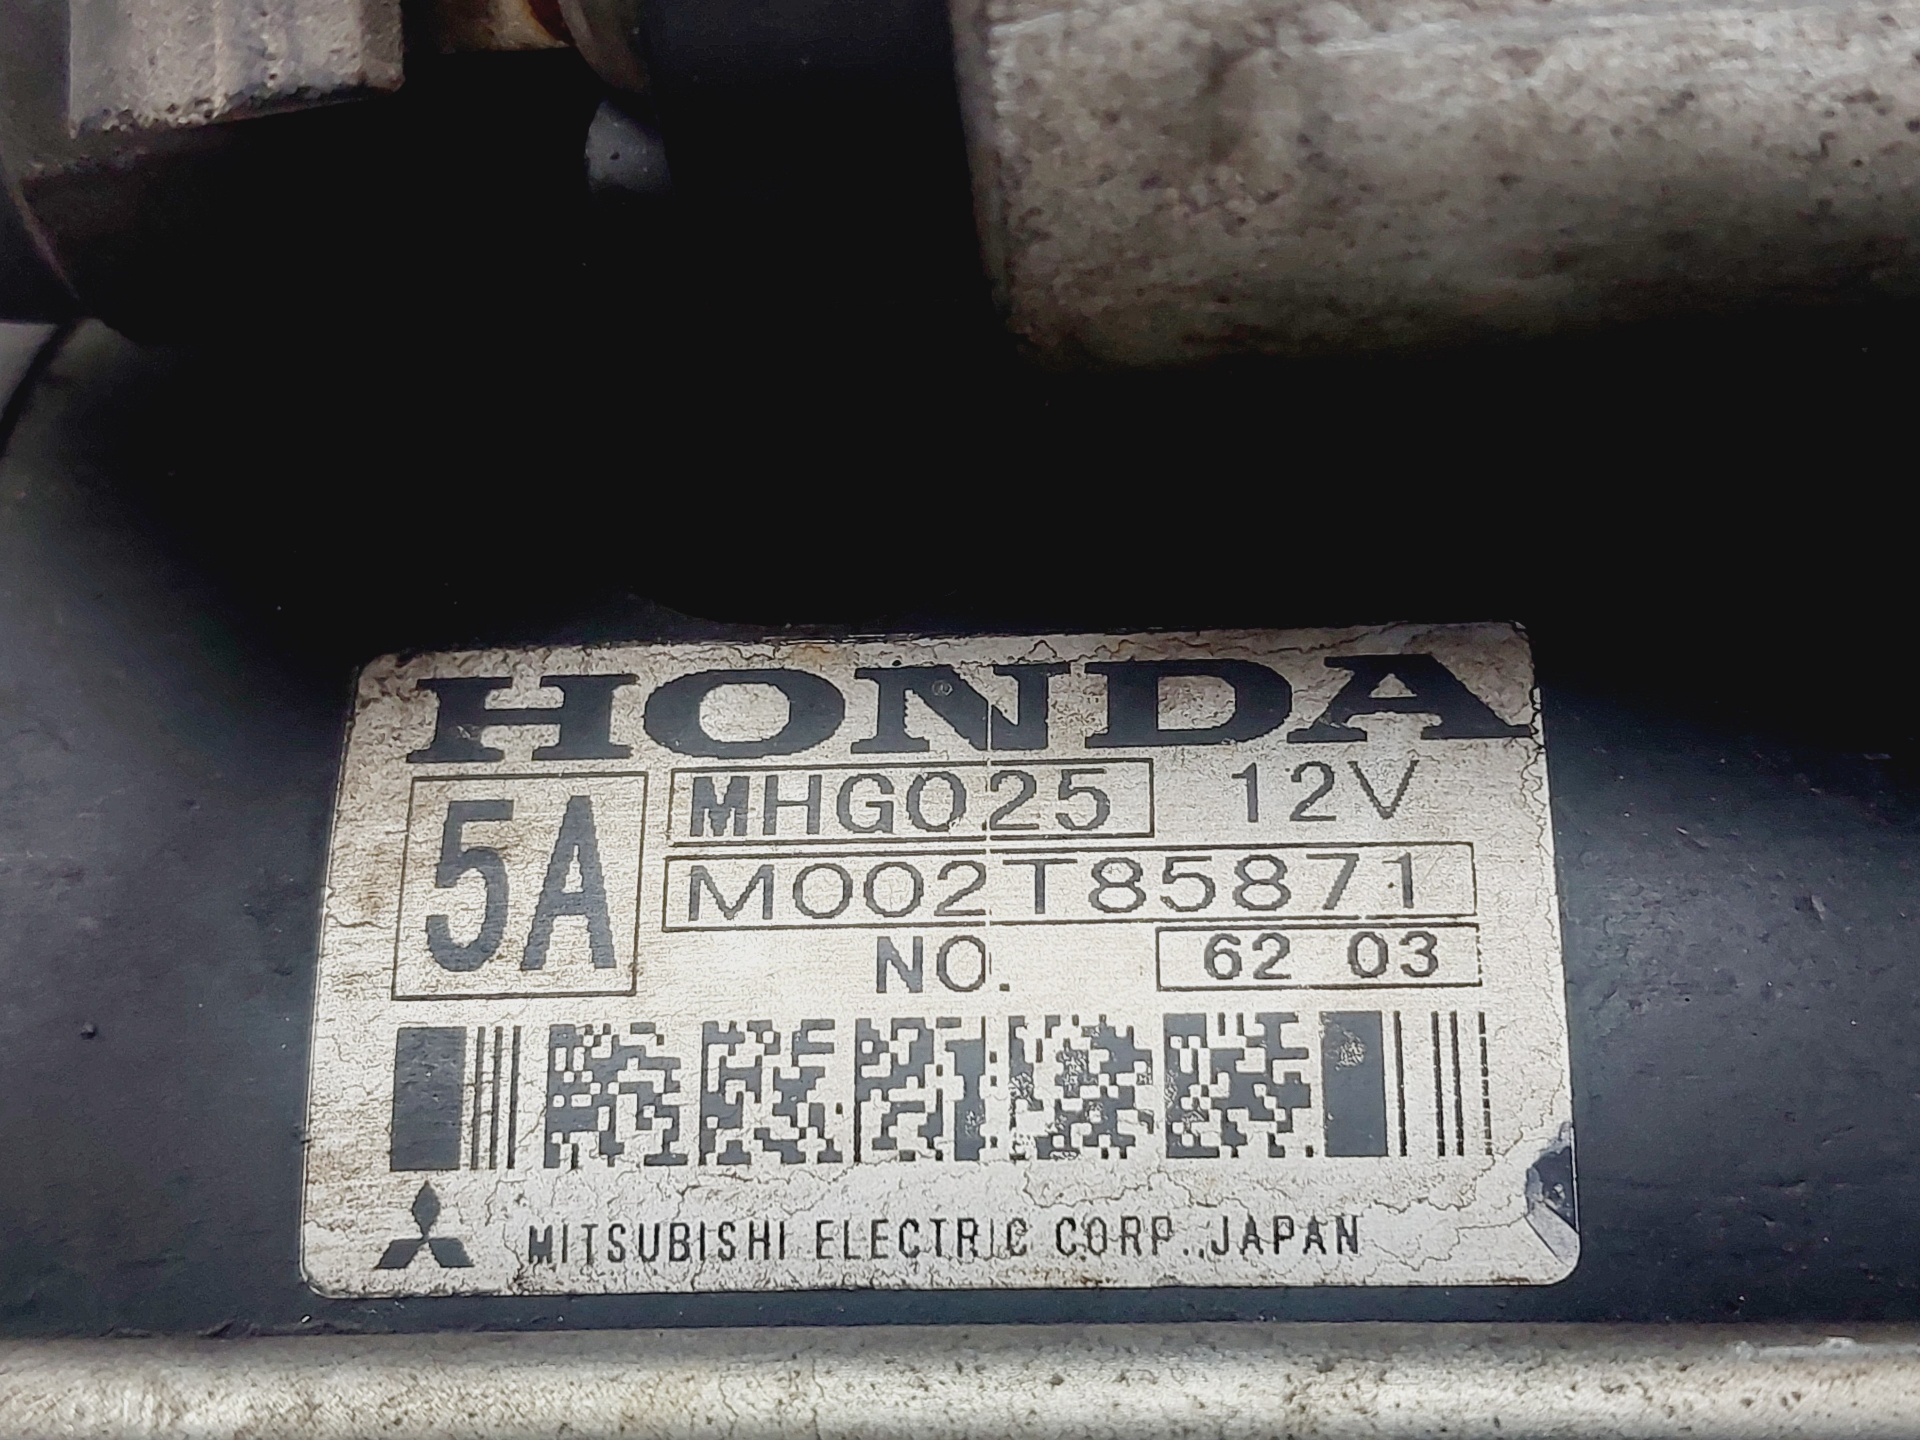 HONDA
5A
MHG025 12V
M002T85871
NO. 62 03
MITSUBISHI ELECTRIC CORP. JAPAN